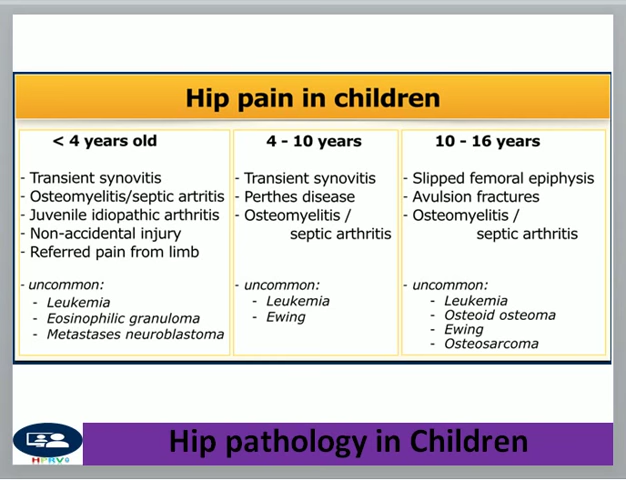 Hip pain in children
< 4 years old
- Transient synovitis
- Osteomyelitis/septic artritis
- Juvenile idiopathic arthritis
- Non-accidental injury
- Referred pain from limb
- uncommon:
- Leukemia
- Eosinophilic granuloma
- Metastases neuroblastoma
4 - 10 years
- Transient synovitis
- Perthes disease
- Osteomyelitis /
septic arthritis
- uncommon:
- Leukemia
- Ewing
10 - 16 years
- Slipped femoral epiphysis
- Avulsion fractures
- Osteomyelitis /
septic arthritis
- uncommon:
- Leukemia
- Osteoid osteoma
- Ewing
- Osteosarcoma
Hip pathology in Children